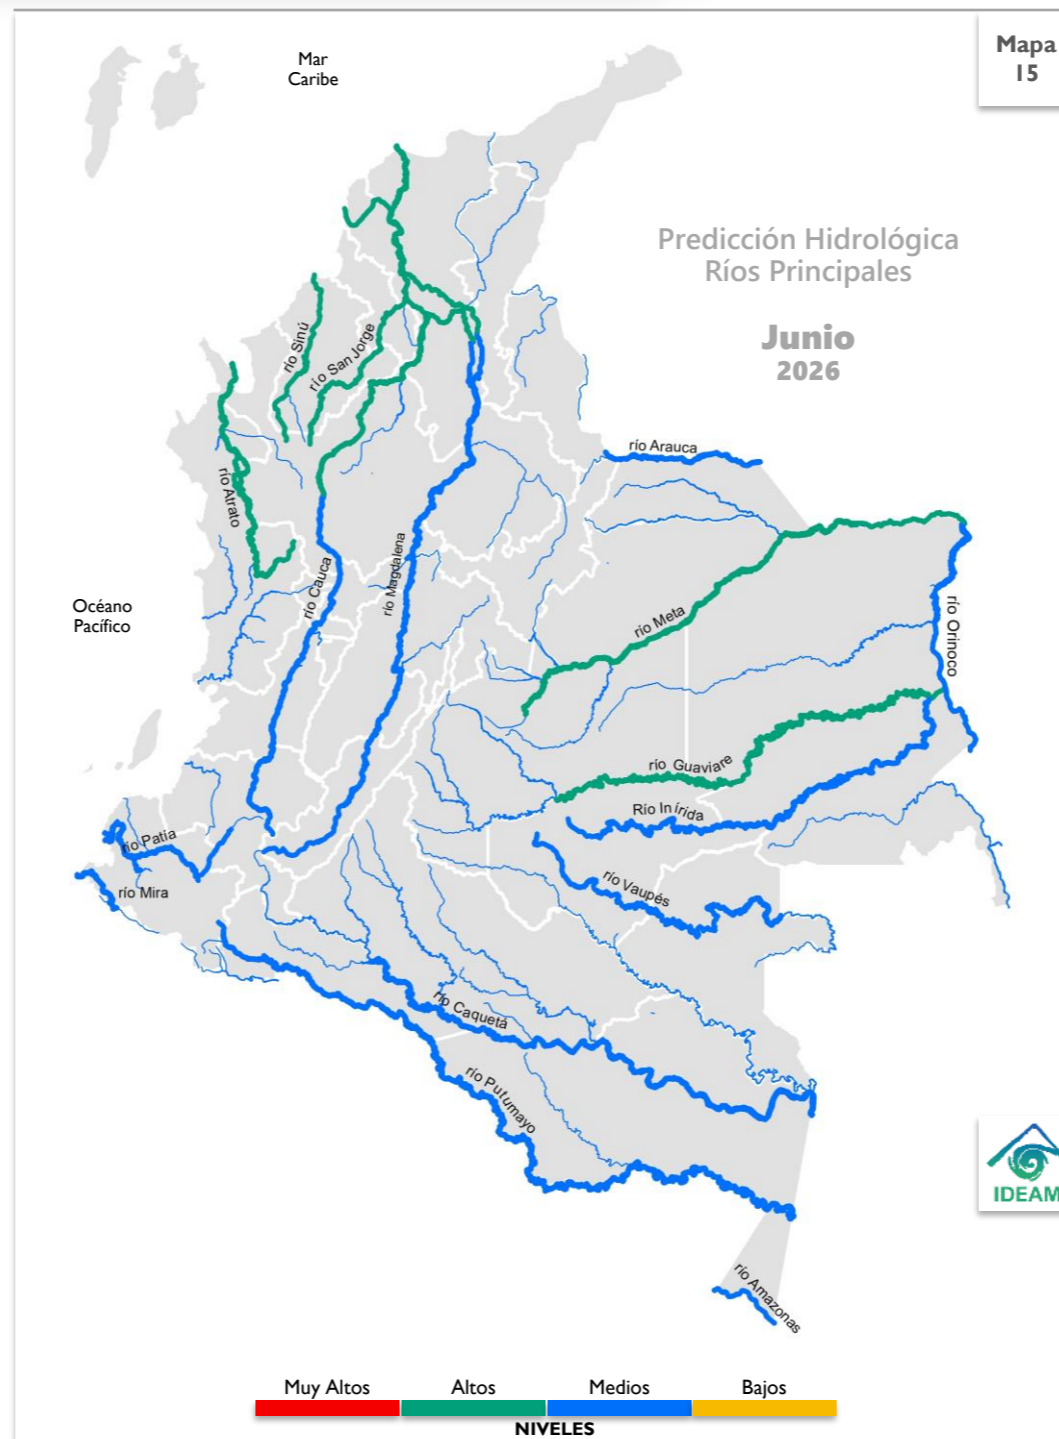 Mapa
15
Mar
Caribe
Predicción Hidrológica
Ríos Principales
Junio
2026
río Sinú
río San Jorge
río Arauca
río Atrato
río Cauca
río Magdalena
Océano
Pacífico
río Meta
río Orinoco
río Guaviare
Río Inírida
río Patía
río Mira
río Vaupés
río Caquetá
río Putumayo
IDEAM
río Amazonas
Muy Altos
Altos
Medios
Bajos
NIVELES